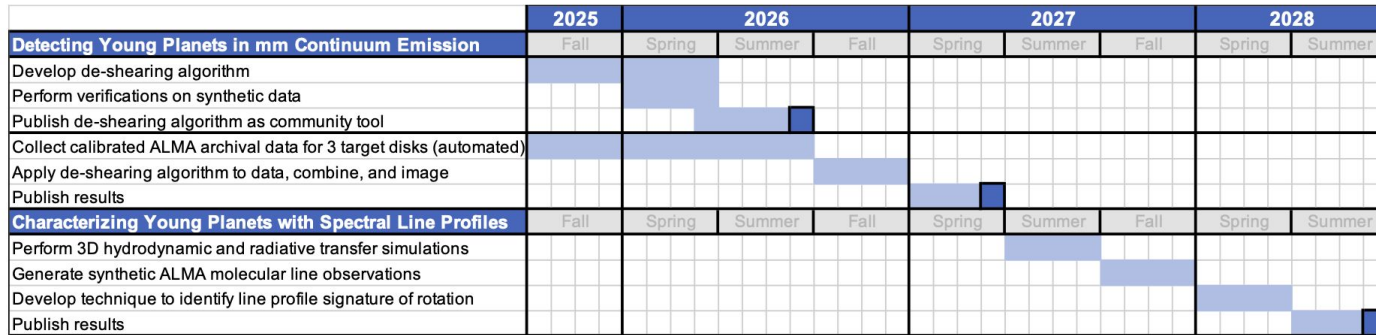 2025 2026 2027 2028
Detecting Young Planets in mm Continuum Emission Fall Spring Summer Fall Spring Summer Fall Spring Summer
Develop de-shearing algorithm
Perform verifications on synthetic data
Publish de-shearing algorithm as community tool
Collect calibrated ALMA archival data for 3 target disks (automated)
Apply de-shearing algorithm to data, combine, and image
Publish results
Characterizing Young Planets with Spectral Line Profiles Fall Spring Summer Fall Spring Summer Fall Spring Summer
Perform 3D hydrodynamic and radiative transfer simulations
Generate synthetic ALMA molecular line observations
Develop technique to identify line profile signature of rotation
Publish results